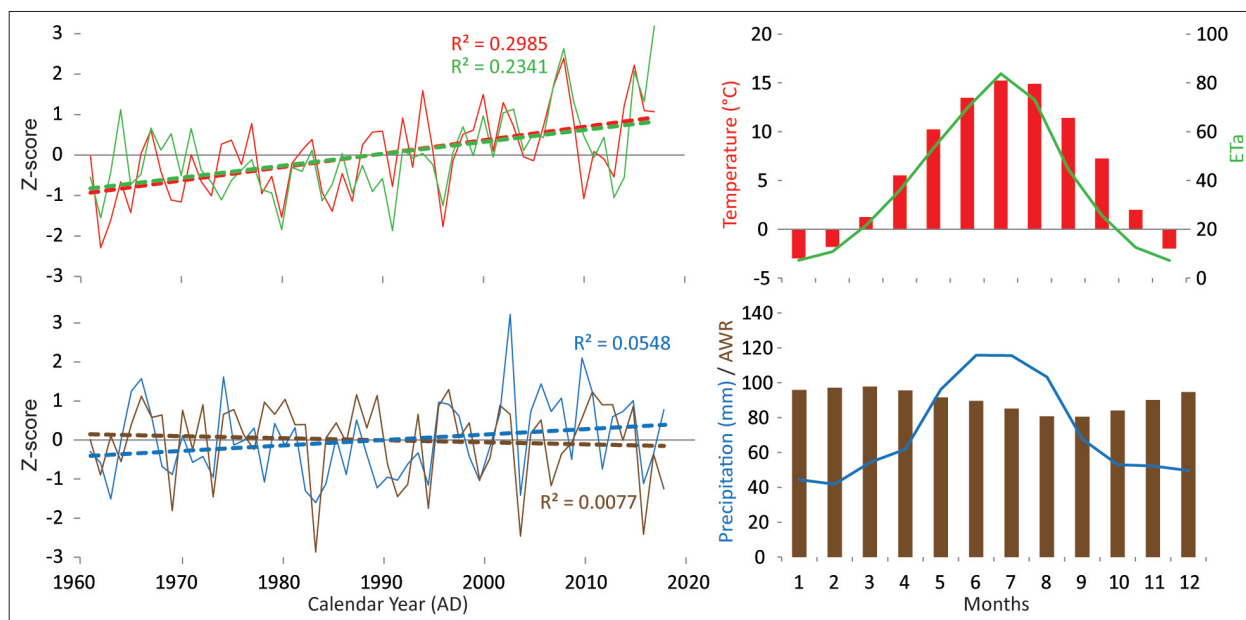 R² = 0.2985
R² = 0.2341
3
2
1
0
-1
-2
-3
Z-score
20
15
10
5
0
-5
Temperature (°C)
100
80
60
40
20
0
ETa
R² = 0.0548
R² = 0.0077
3
2
1
0
-1
-2
-3
Z-score
1960 1970 1980 1990 2000 2010 2020
Calendar Year (AD)
140
120
100
80
60
40
20
0
Precipitation (mm) / AWR
1 2 3 4 5 6 7 8 9 10 11 12
Months